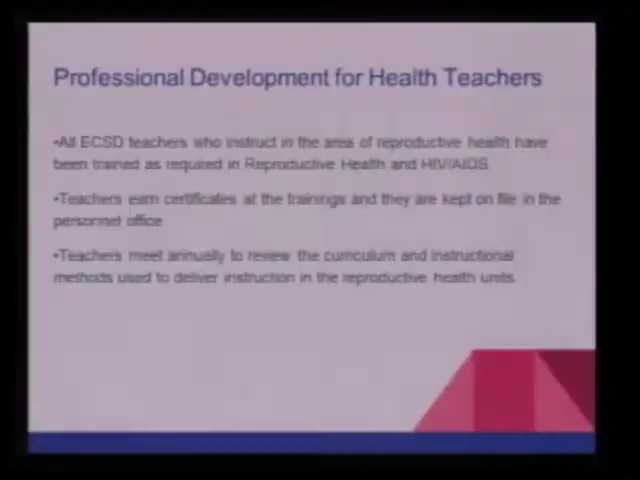 Professional Development for Health Teachers
•All ECSD teachers who instruct in the area of reproductive health have
been trained as required in Reproductive Health and HIV/AIDS.
•Teachers earn certificates at the trainings and they are kept on file in the
personnel office
•Teachers meet annually to review the curriculum and instructional
methods used to deliver instruction in the reproductive health units.